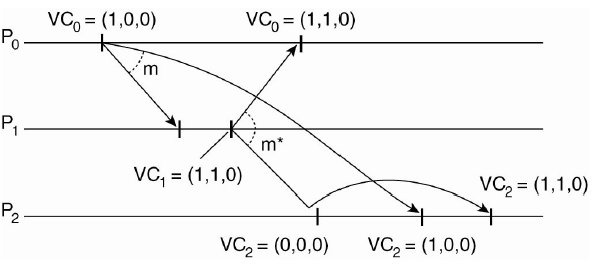 VC₀ = (1,0,0) VC₀ = (1,1,0)
P₀
m
P₁
m*
VC₁ = (1,1,0)
VC₂ = (1,1,0)
P₂
VC₂ = (0,0,0) VC₂ = (1,0,0)